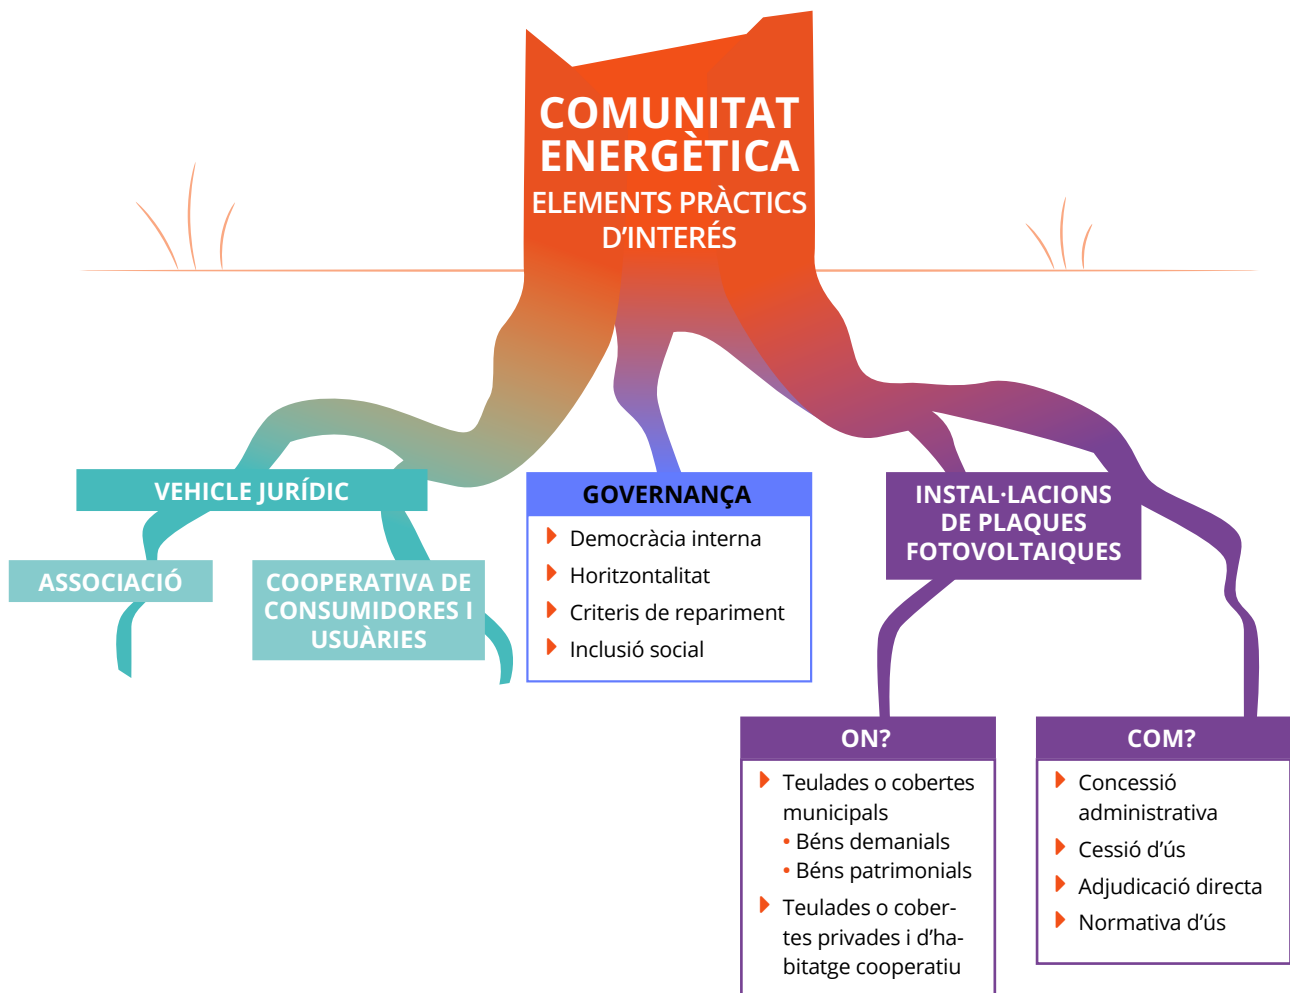 COMUNITAT
ENERGÈTICA
ELEMENTS PRÀCTICS
D'INTERÉS
VEHICLE JURÍDIC
ASSOCIACIÓ
COOPERATIVA DE
CONSUMIDORES I
USUÀRIES
GOVERNANÇA
Democràcia interna
Horitzontalitat
Criteris de repariment
Inclusió social
INSTAL·LACIONS
DE PLAQUES
FOTOVOLTAIQUES
ON?
Teulades o cobertes
municipals
• Béns demanials
• Béns patrimonials
Teulades o cober-
tes privades i d'ha-
bitatge cooperatiu
COM?
Concessió
administrativa
Cessió d'ús
Adjudicació directa
Normativa d'ús